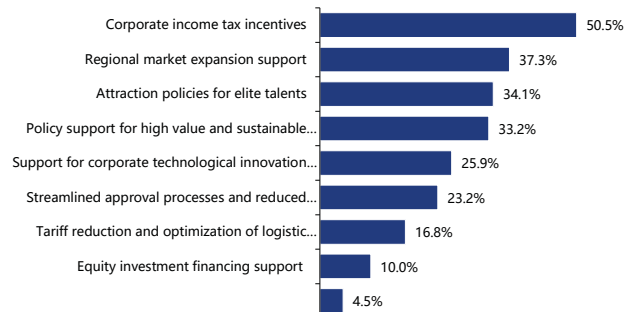 Corporate income tax incentives 50.5%
Regional market expansion support 37.3%
Attraction policies for elite talents 34.1%
Policy support for high value and sustainable... 33.2%
Support for corporate technological innovation... 25.9%
Streamlined approval processes and reduced... 23.2%
Tariff reduction and optimization of logistic... 16.8%
Equity investment financing support 10.0%
4.5%